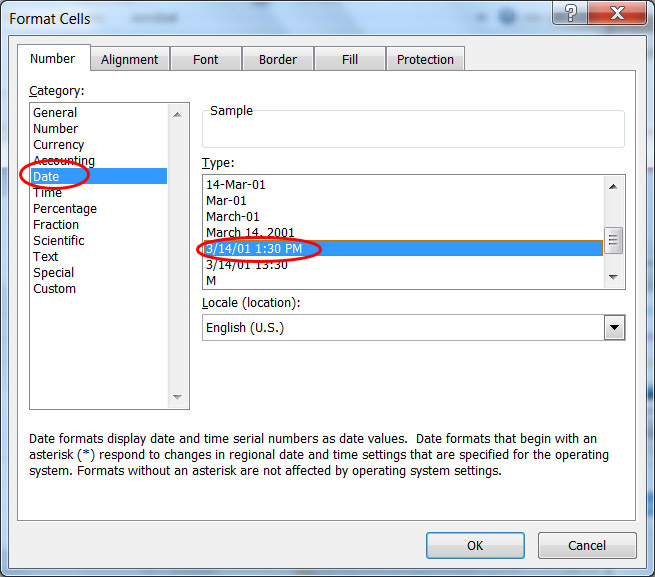 Format Cells
Number
Alignment
Font
Border
Fill
Protection
Category:
General
Number
Currency
Accounting
Date
Time
Percentage
Fraction
Scientific
Text
Special
Custom
Sample
Type:
14-Mar-01
Mar-01
March-01
March 14, 2001
3/14/01 1:30 PM
3/14/01 13:30
M
Locale (location):
English (U.S.)
Date formats display date and time serial numbers as date values.  Date formats that begin with an
asterisk (*) respond to changes in regional date and time settings that are specified for the operating
system. Formats without an asterisk are not affected by operating system settings.
OK
Cancel